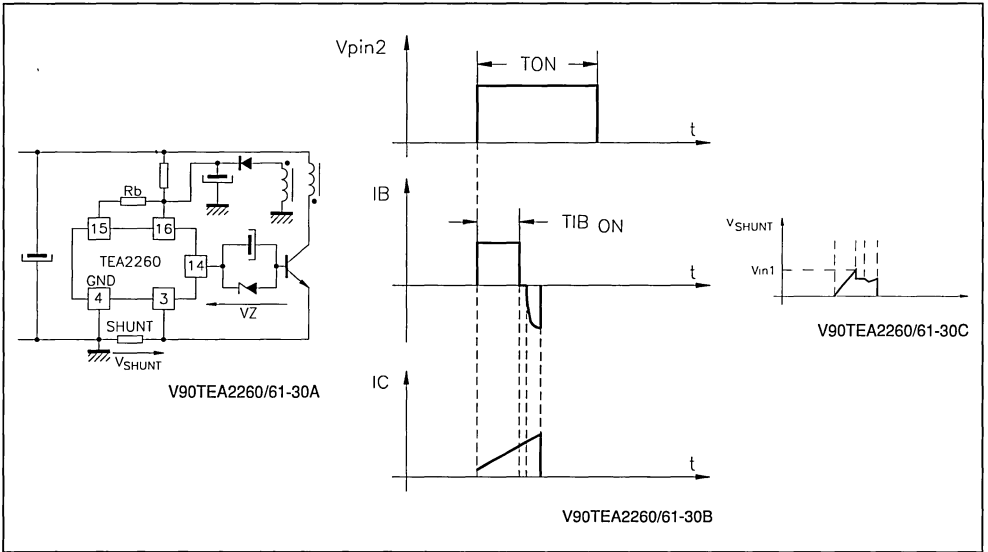 Vpin2
TON
t
IB
TIB ON
t
IC
t
V90TEA2260/61-30B
Rb
15
16
TEA2260
14
GND
4
3
VZ
SHUNT
VSHUNT
V90TEA2260/61-30A
VSHUNT
Vin1
V90TEA2260/61-30C